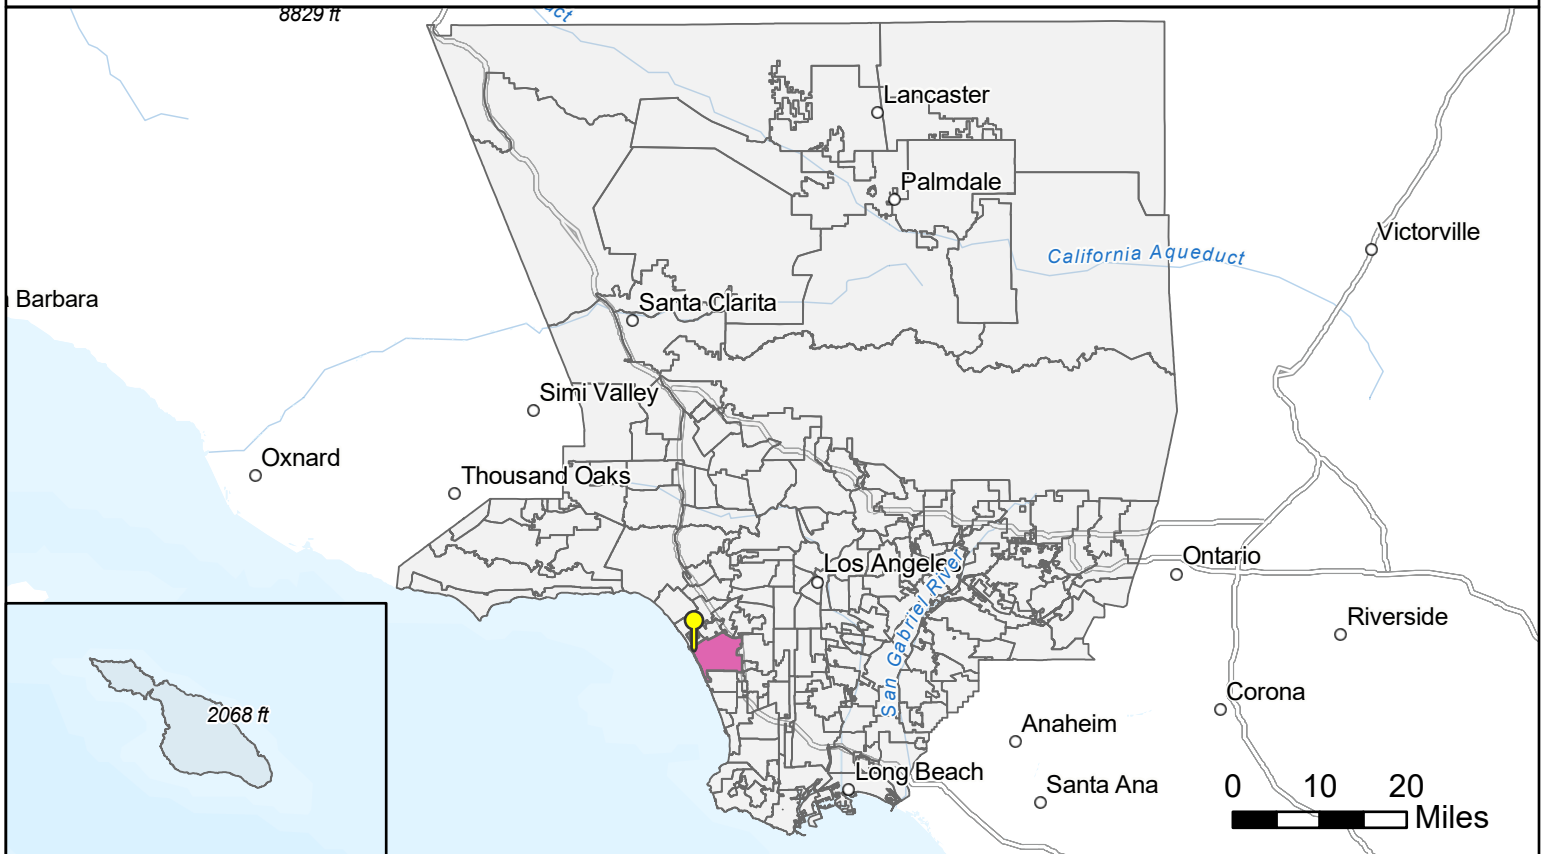 8829 ft
uct
Lancaster
Palmdale
Victorville
California Aqueduct
Barbara
Santa Clarita
Simi Valley
Oxnard
Thousand Oaks
Los Angeles
Ontario
San Gabriel River
Riverside
2068 ft
Corona
Anaheim
Long Beach
Santa Ana
0 10 20
Miles